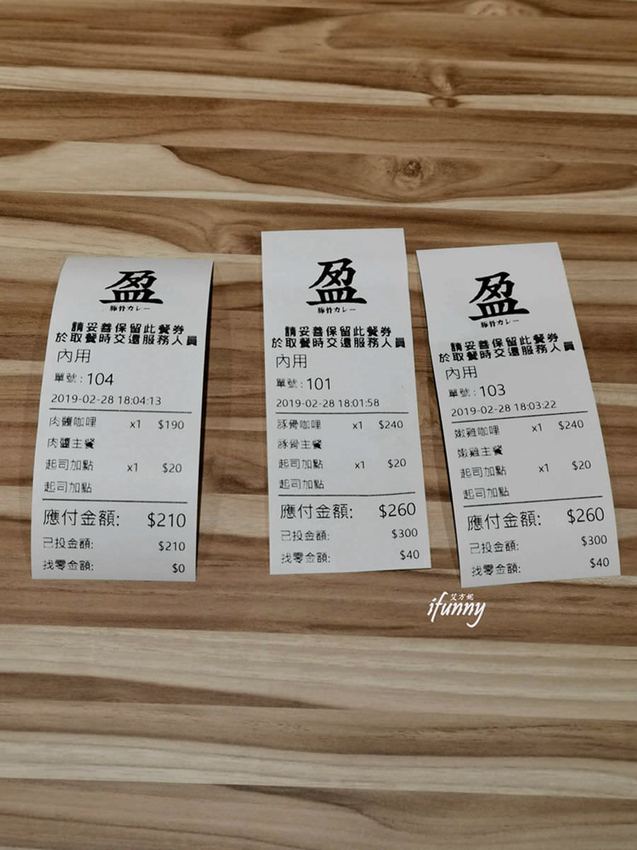 盈
豚骨カレー
請妥善保留此餐券
於取餐時交還服務人員
內用
單號：104
2019-02-28 18:04:13
肉醬咖哩 x1 $190
肉醬主餐
起司加點 x1 $20
起司加點
應付金額: $210
已投金額: $210
找零金額: $0
盈
豚骨カレー
請妥善保留此餐券
於取餐時交還服務人員
內用
單號：101
2019-02-28 18:01:58
豚骨咖哩 x1 $240
豚骨主餐
起司加點 x1 $20
起司加點
應付金額: $260
已投金額: $300
找零金額: $40
盈
豚骨カレー
請妥善保留此餐券
於取餐時交還服務人員
內用
單號：103
2019-02-28 18:03:22
嫩雞咖哩 x1 $240
嫩雞主餐
起司加點 x1 $20
起司加點
應付金額: $260
已投金額: $300
找零金額: $40
艾方妮
ifunny